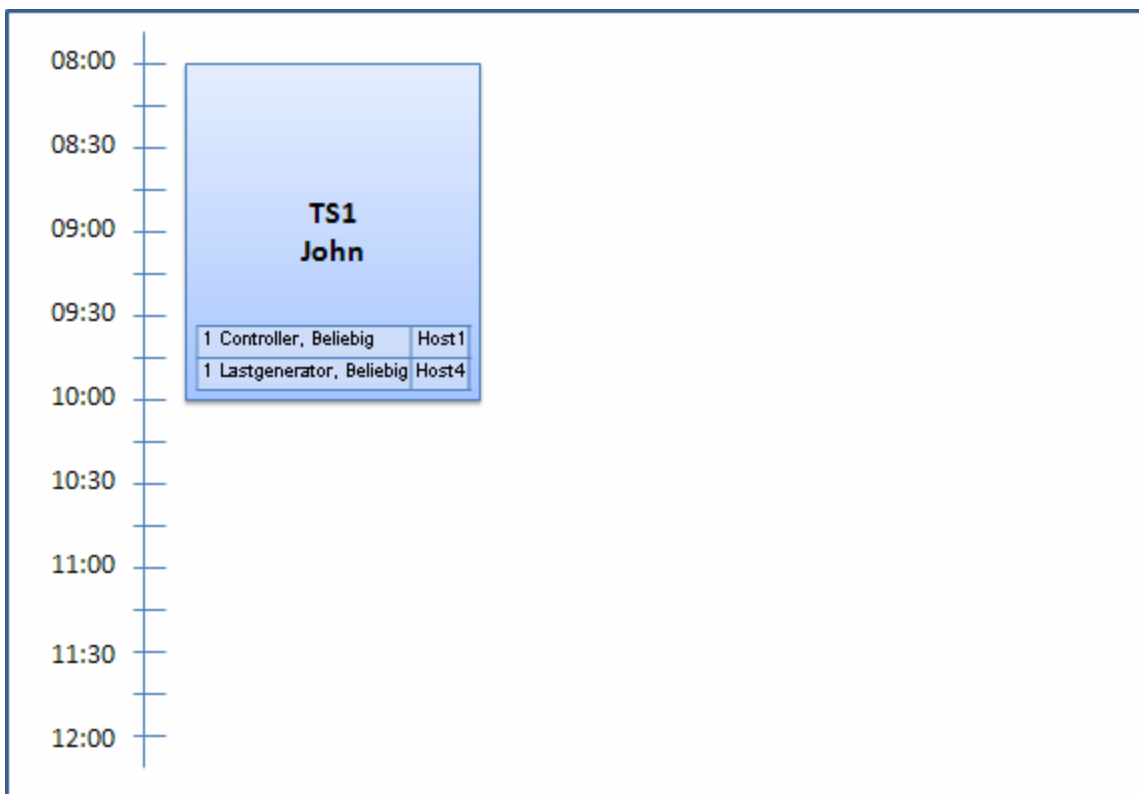 08:00
08:30
09:00
09:30
10:00
10:30
11:00
11:30
12:00
TS1
John
1 Controller, Beliebig Host1
1 Lastgenerator, Beliebig Host4